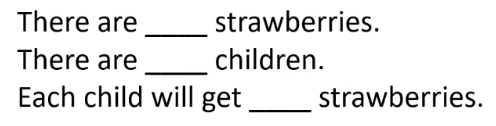 There are ____ strawberries.
There are ____ children.
Each child will get ____ strawberries.